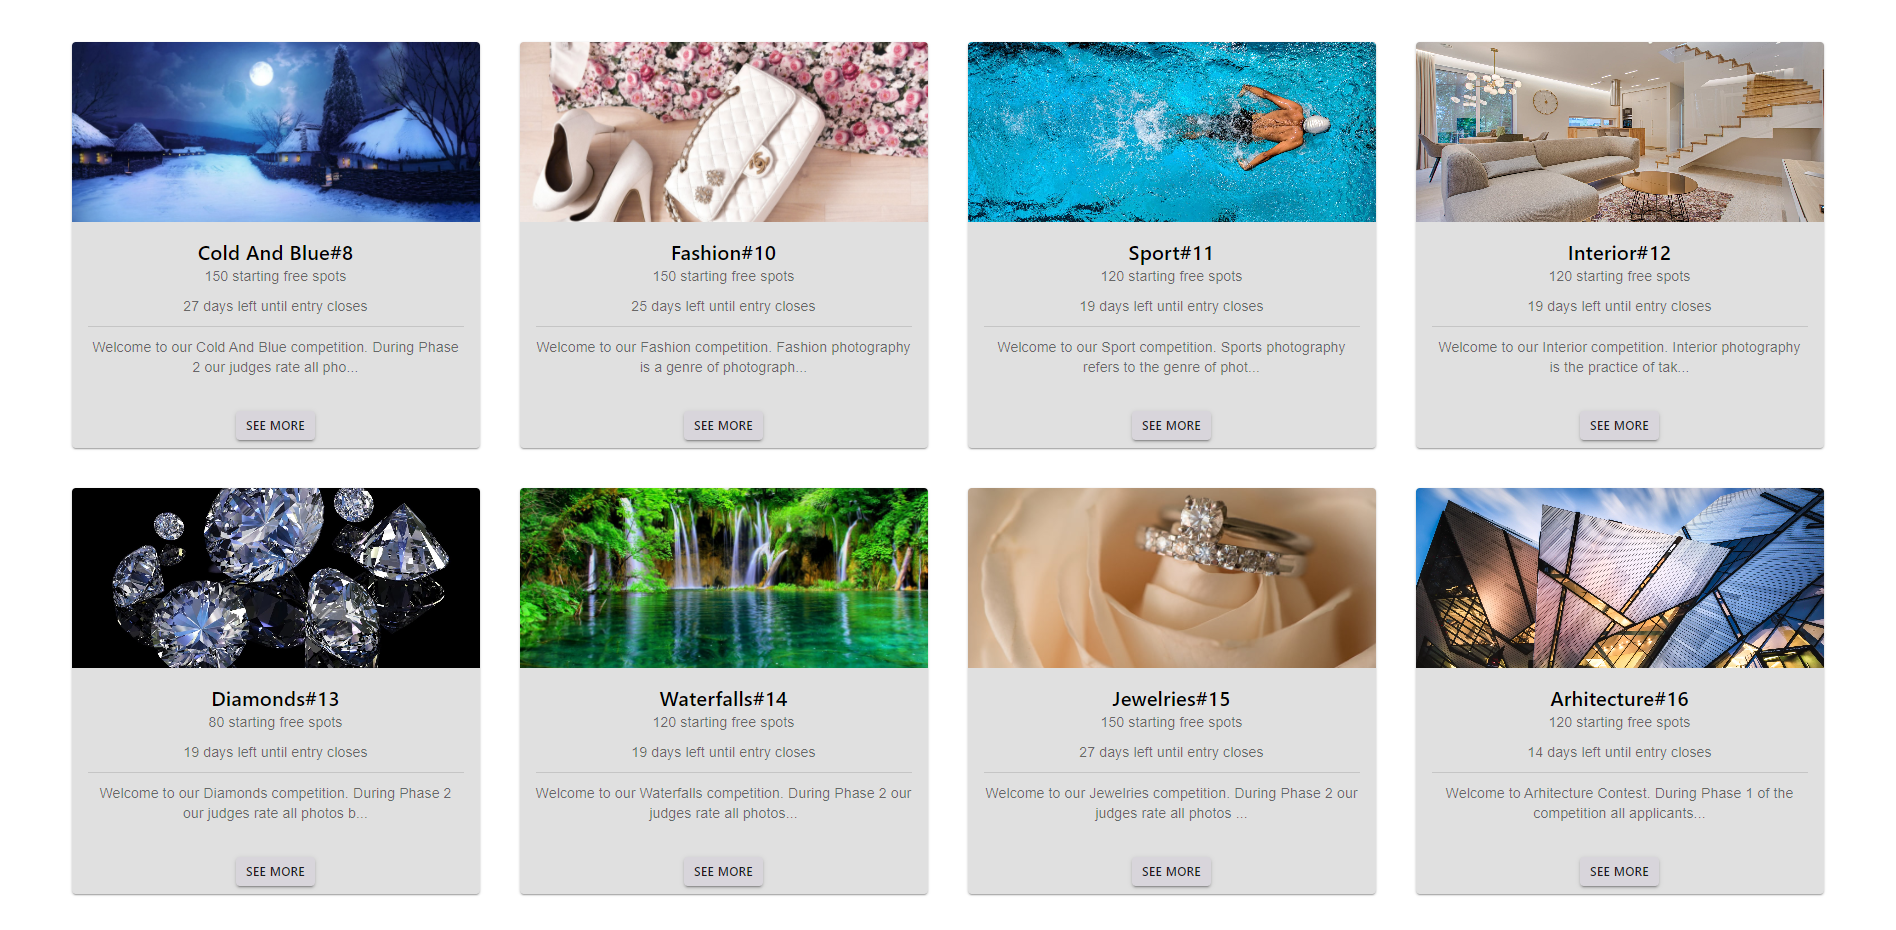 Cold And Blue#8
150 starting free spots
27 days left until entry closes
Welcome to our Cold And Blue competition. During Phase
2 our judges rate all pho...
SEE MORE
Fashion#10
150 starting free spots
25 days left until entry closes
Welcome to our Fashion competition. Fashion photography
is a genre of photograph...
SEE MORE
Sport#11
120 starting free spots
19 days left until entry closes
Welcome to our Sport competition. Sports photography
refers to the genre of phot...
SEE MORE
Interior#12
120 starting free spots
19 days left until entry closes
Welcome to our Interior competition. Interior photography
is the practice of tak...
SEE MORE
Diamonds#13
80 starting free spots
19 days left until entry closes
Welcome to our Diamonds competition. During Phase 2
our judges rate all photos b...
SEE MORE
Waterfalls#14
120 starting free spots
19 days left until entry closes
Welcome to our Waterfalls competition. During Phase 2 our
judges rate all photos...
SEE MORE
Jewelries#15
150 starting free spots
27 days left until entry closes
Welcome to our Jewelries competition. During Phase 2 our
judges rate all photos ...
SEE MORE
Arhitecture#16
120 starting free spots
14 days left until entry closes
Welcome to Arhitecture Contest. During Phase 1 of the
competition all applicants...
SEE MORE